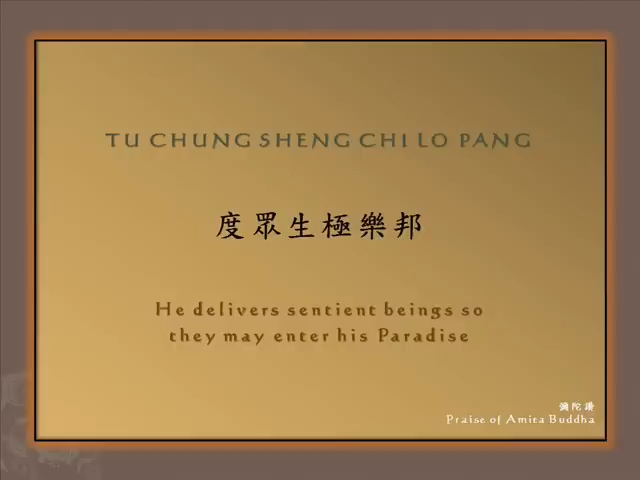 TU CHUNG SHENG CHI LO PANG
度眾生極樂邦
He delivers sentient beings so
they may enter his Paradise
彌陀讚
Praise of Amita Buddha